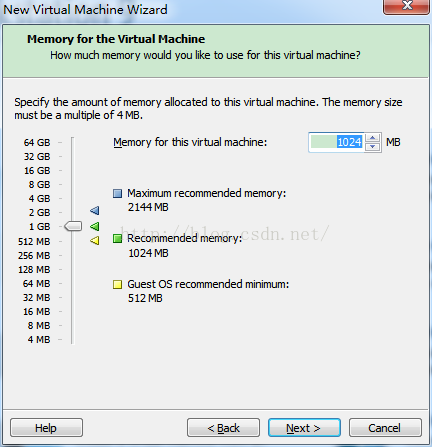 New Virtual Machine Wizard
Memory for the Virtual Machine
How much memory would you like to use for this virtual machine?
Specify the amount of memory allocated to this virtual machine. The memory size
must be a multiple of 4 MB.
64 GB
32 GB
16 GB
8 GB
4 GB
2 GB
1 GB
512 MB
256 MB
128 MB
64 MB
32 MB
16 MB
8 MB
4 MB
Memory for this virtual machine:
1024
MB
Maximum recommended memory:
2144 MB
http://blog.csdn.net/
Recommended memory:
1024 MB
Guest OS recommended minimum:
512 MB
Help
< Back
Next >
Cancel